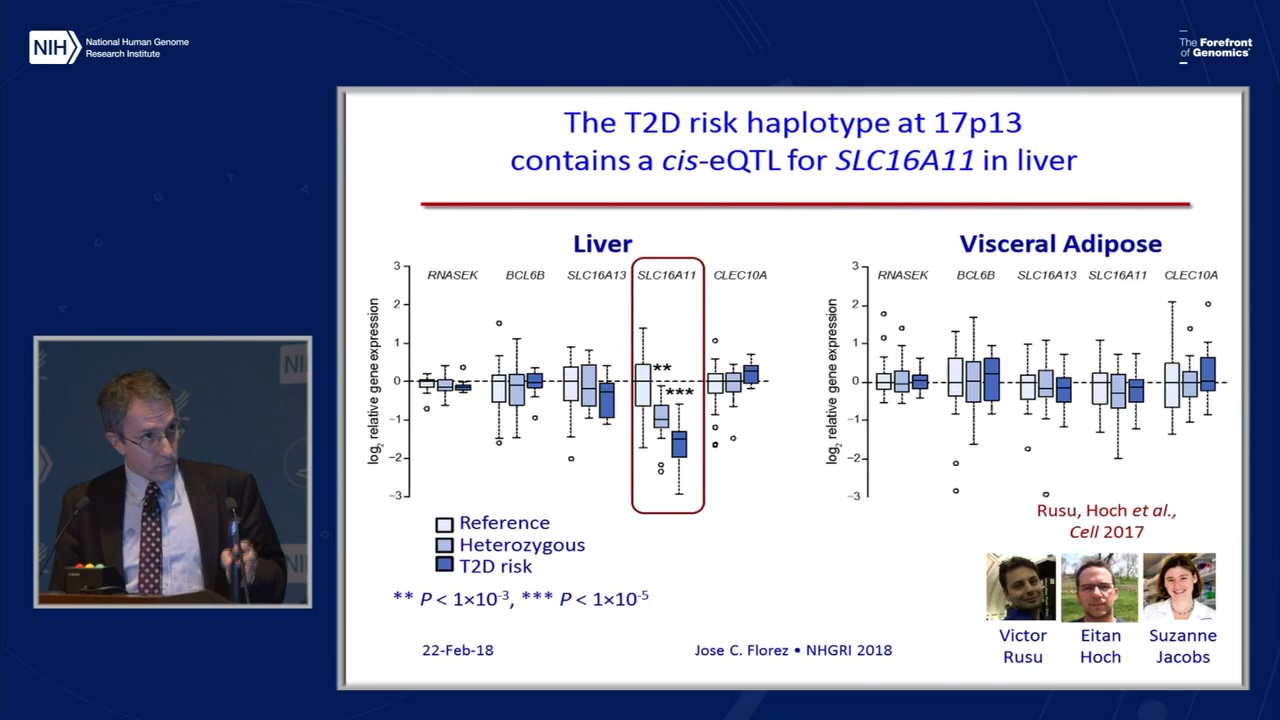 NIH
National Human Genome
Research Institute
The Forefront
of Genomics
The T2D risk haplotype at 17p13
contains a cis-eQTL for SLC16A11 in liver
Liver
RNASEK BCL6B SLC16A13 SLC16A11 CLEC10A
log2 relative gene expression
3
2
1
0
−1
−2
−3
**
***
Visceral Adipose
RNASEK BCL6B SLC16A13 SLC16A11 CLEC10A
log2 relative gene expression
3
2
1
0
−1
−2
−3
Reference
Heterozygous
T2D risk
** P < 1×10-3, *** P < 1×10-5
Rusu, Hoch et al.,
Cell 2017
Victor
Rusu
Eitan
Hoch
Suzanne
Jacobs
22-Feb-18
Jose C. Florez • NHGRI 2018
NIH
NIH